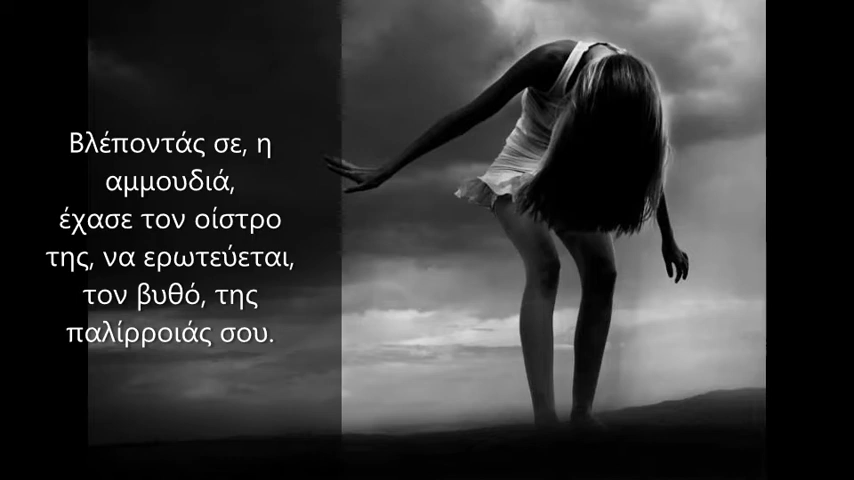 Βλέποντάς σε, η
αμμουδιά,
έχασε τον οίστρο
της, να ερωτεύεται,
τον βυθό, της
παλίρροιάς σου.